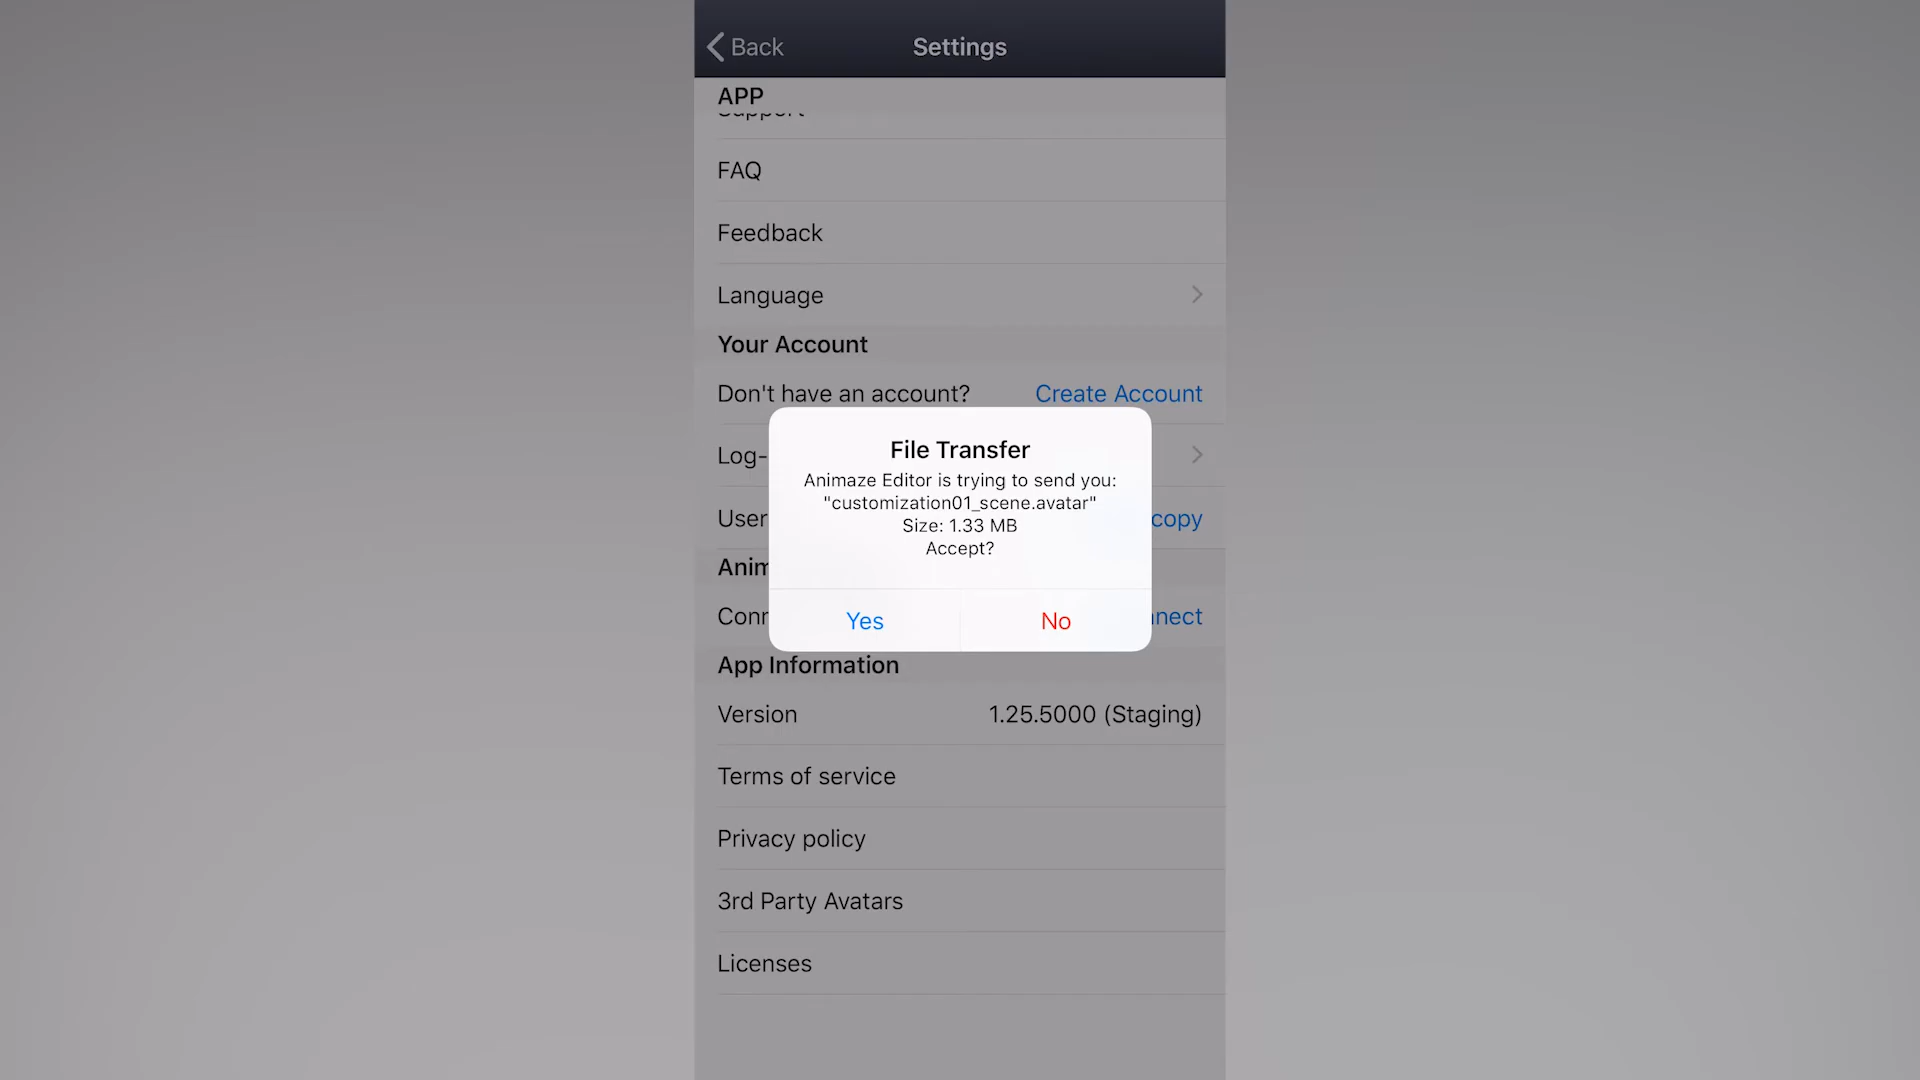 Back
Settings
APP
Support
FAQ
Feedback
Language
Your Account
Don't have an account?
Create Account
Log-
User
copy
Anim
Conn
nnect
File Transfer
Animaze Editor is trying to send you:
"customization01_scene.avatar"
Size: 1.33 MB
Accept?
Yes
No
App Information
Version
1.25.5000 (Staging)
Terms of service
Privacy policy
3rd Party Avatars
Licenses